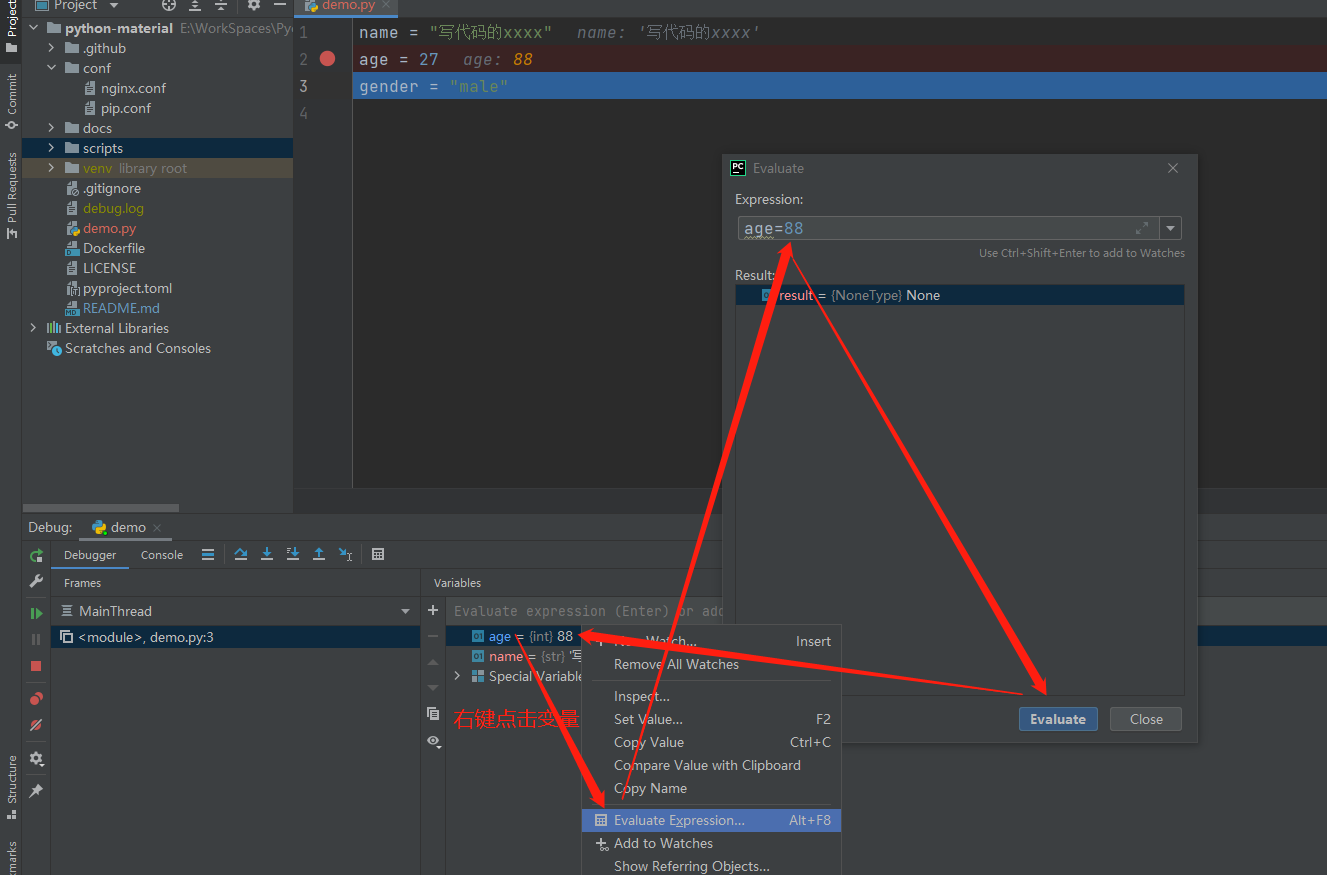 Project
demo.py
Project
Commit
Pull Requests
Structure
python-material E:\WorkSpaces\Py
.github
conf
nginx.conf
pip.conf
docs
scripts
venv library root
.gitignore
debug.log
demo.py
Dockerfile
LICENSE
pyproject.toml
README.md
External Libraries
Scratches and Consoles
1 name = "写代码的xxxx" name: '写代码的xxxx'
2 age = 27 age: 88
3 gender = "male"
4
Evaluate
Expression:
age=88
Use Ctrl+Shift+Enter to add to Watches
Result:
result = {NoneType} None
Evaluate
Close
Debug: demo
Debugger Console
Frames
MainThread
<module>, demo.py:3
Variables
Evaluate expression (Enter) or add
age = {int} 88
name = {str} '写
Special Variable
右键点击变量
New Watch... Insert
Remove All Watches
Inspect...
Set Value... F2
Copy Value Ctrl+C
Compare Value with Clipboard
Copy Name
Evaluate Expression... Alt+F8
Add to Watches
Show Referring Objects...